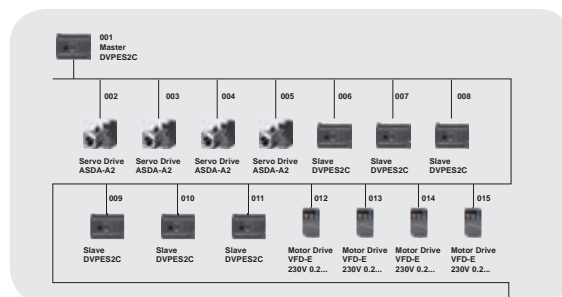 001
Master
DVPES2C
002 003 004 005 006 007 008
Servo Drive Servo Drive Servo Drive Servo Drive Slave Slave Slave
ASDA-A2 ASDA-A2 ASDA-A2 ASDA-A2 DVPES2C DVPES2C DVPES2C
009 010 011 012 013 014 015
Slave Slave Slave Motor Drive Motor Drive Motor Drive Motor Drive
DVPES2C DVPES2C DVPES2C VFD-E VFD-E VFD-E VFD-E
230V 0.2... 230V 0.2... 230V 0.2... 230V 0.2...